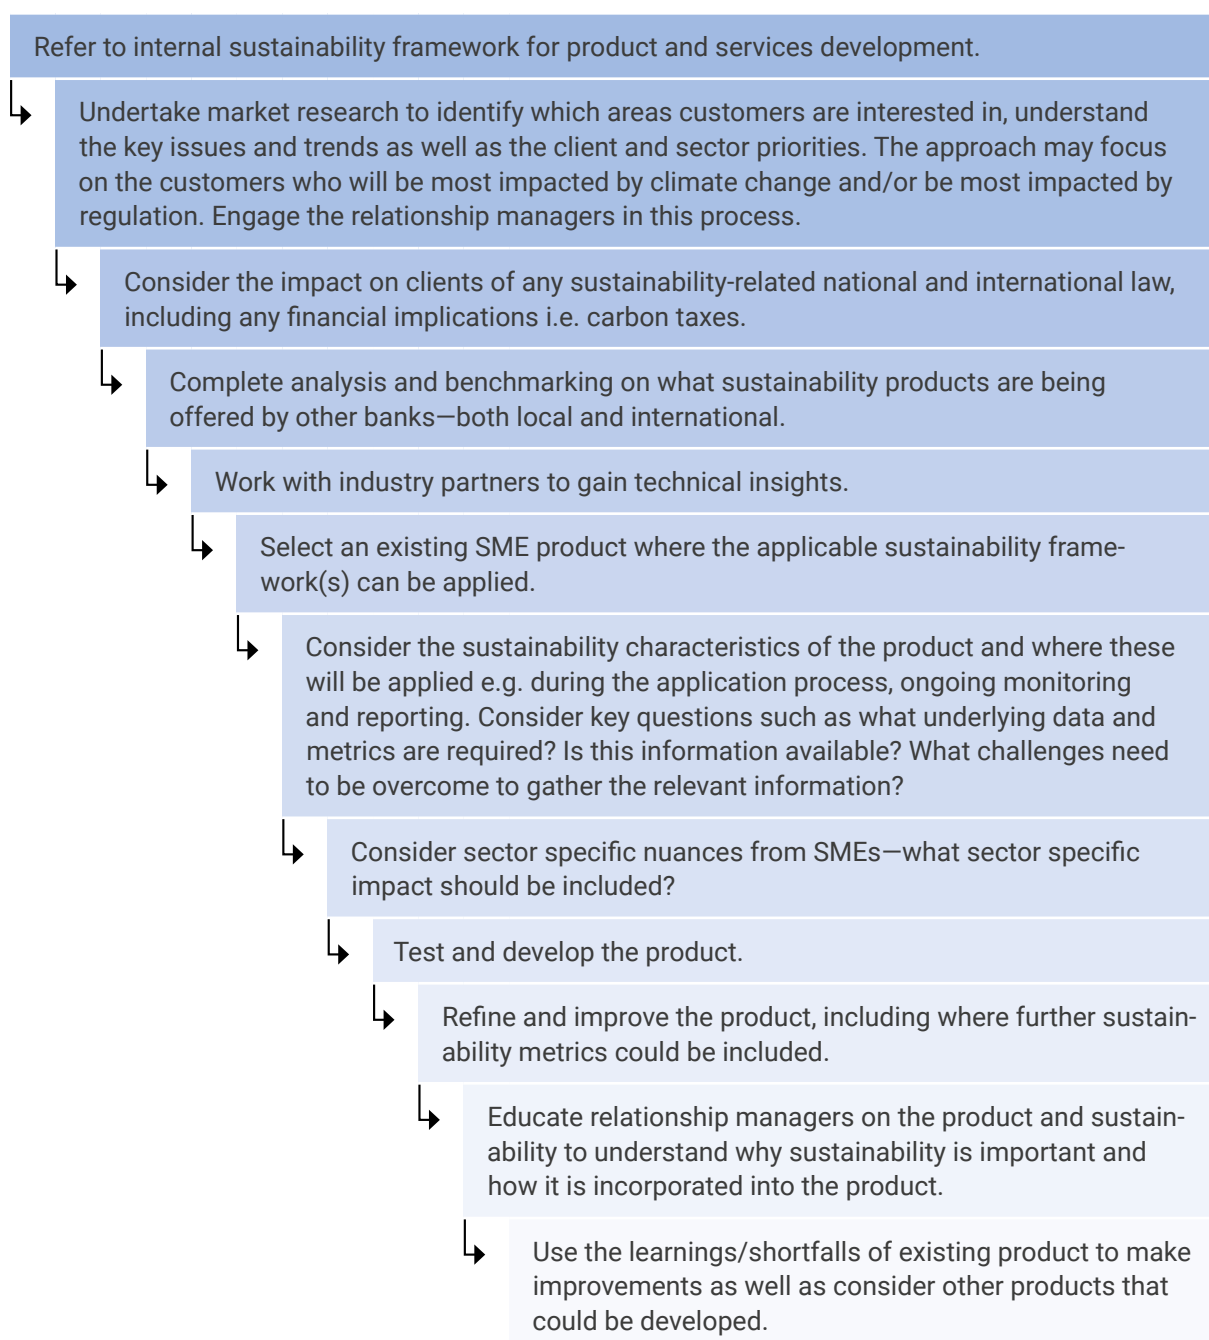 Refer to internal sustainability framework for product and services development.
Undertake market research to identify which areas customers are interested in, understand
the key issues and trends as well as the client and sector priorities. The approach may focus
on the customers who will be most impacted by climate change and/or be most impacted by
regulation. Engage the relationship managers in this process.
Consider the impact on clients of any sustainability-related national and international law,
including any financial implications i.e. carbon taxes.
Complete analysis and benchmarking on what sustainability products are being
offered by other banks—both local and international.
Work with industry partners to gain technical insights.
Select an existing SME product where the applicable sustainability frame-
work(s) can be applied.
Consider the sustainability characteristics of the product and where these
will be applied e.g. during the application process, ongoing monitoring
and reporting. Consider key questions such as what underlying data and
metrics are required? Is this information available? What challenges need
to be overcome to gather the relevant information?
Consider sector specific nuances from SMEs—what sector specific
impact should be included?
Test and develop the product.
Refine and improve the product, including where further sustain-
ability metrics could be included.
Educate relationship managers on the product and sustain-
ability to understand why sustainability is important and
how it is incorporated into the product.
Use the learnings/shortfalls of existing product to make
improvements as well as consider other products that
could be developed.